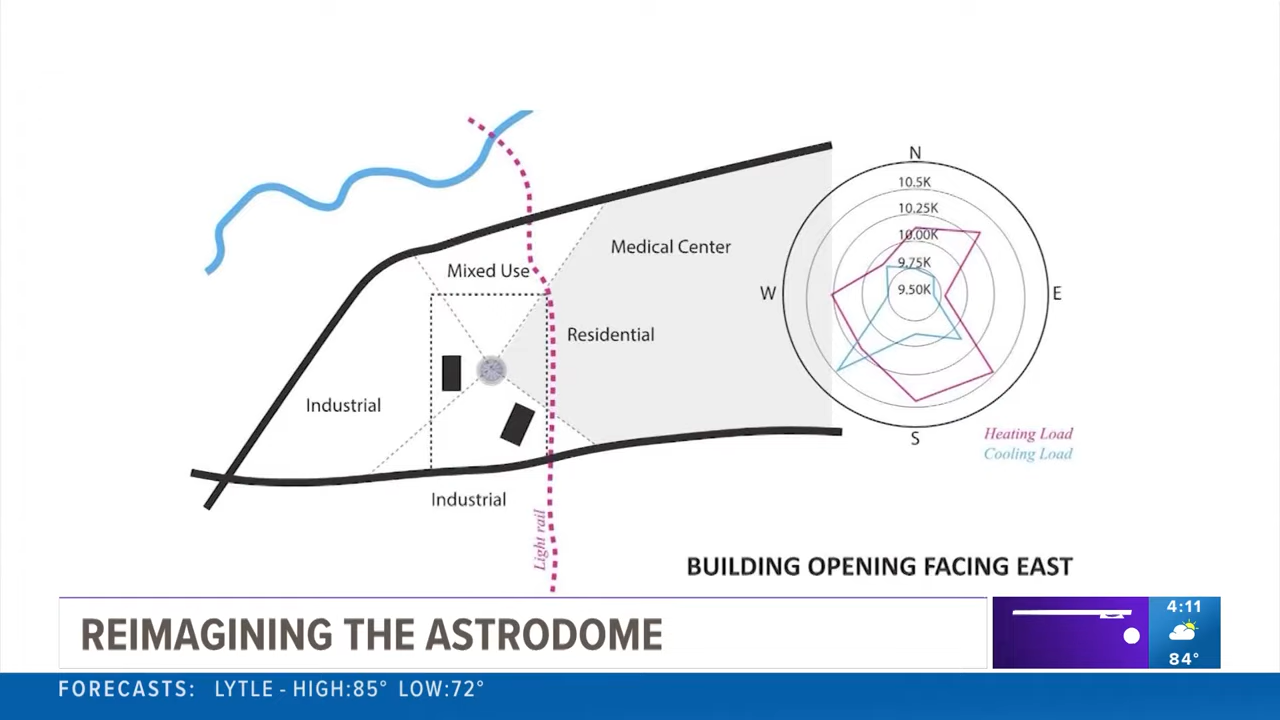 N
10.5K
10.25K
10.00K
9.75K
9.50K
W
E
S
Medical Center
Mixed Use
Residential
Industrial
Industrial
Light rail
Heating Load
Cooling Load
BUILDING OPENING FACING EAST
REIMAGINING THE ASTRODOME
4:11
84°
FORECASTS: LYTLE - HIGH:85° LOW:72°